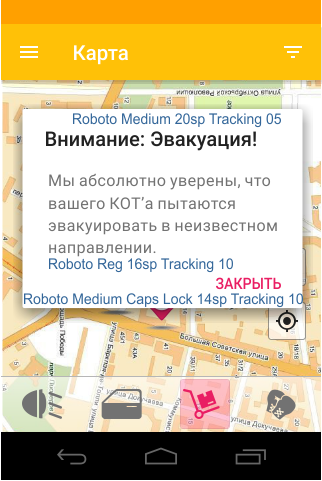 Карта
Roboto Medium 20sp Tracking 05
Внимание: Эвакуация!
Мы абсолютно уверены, что
вашего КОТ’а пытаются
эвакуировать в неизвестном
направлении.
Roboto Reg 16sp Tracking 10
ЗАКРЫТЬ
Roboto Medium Caps Lock 14sp Tracking 10
Большая Советская улица
улица Докучаева